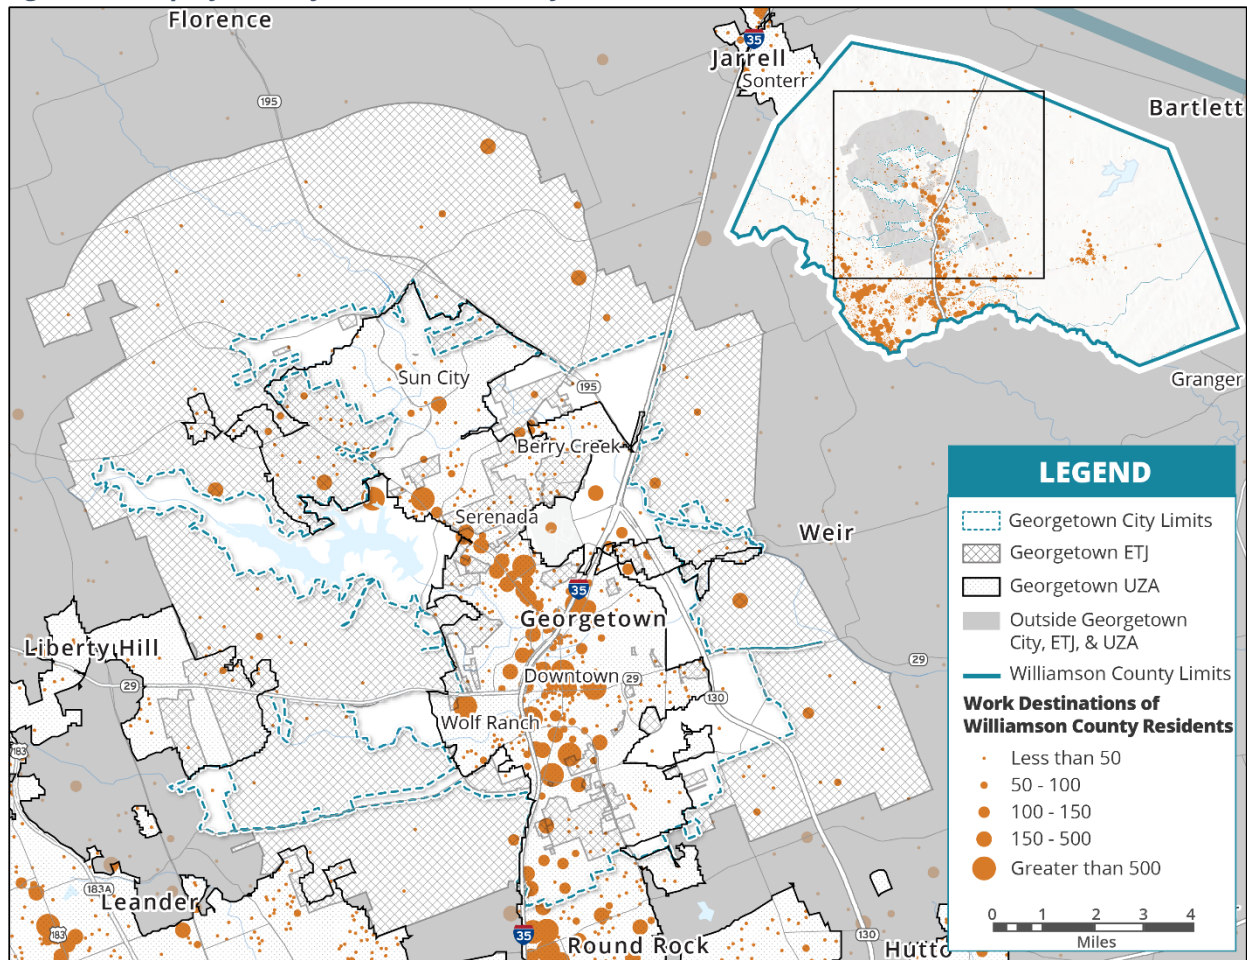 Florence
35
Jarrell
Sonterr
195
Bartlett
Granger
Sun City
195
Berry Creek
Serenada
Weir
35
Georgetown
Liberty Hill
29
29
Downtown
29
130
Wolf Ranch
183
183A
Leander
183
35
Round Rock
130
Hutto
LEGEND
Georgetown City Limits
Georgetown ETJ
Georgetown UZA
Outside Georgetown
City, ETJ, & UZA
Williamson County Limits
Work Destinations of
Williamson County Residents
Less than 50
50 - 100
100 - 150
150 - 500
Greater than 500
0 1 2 3 4
Miles